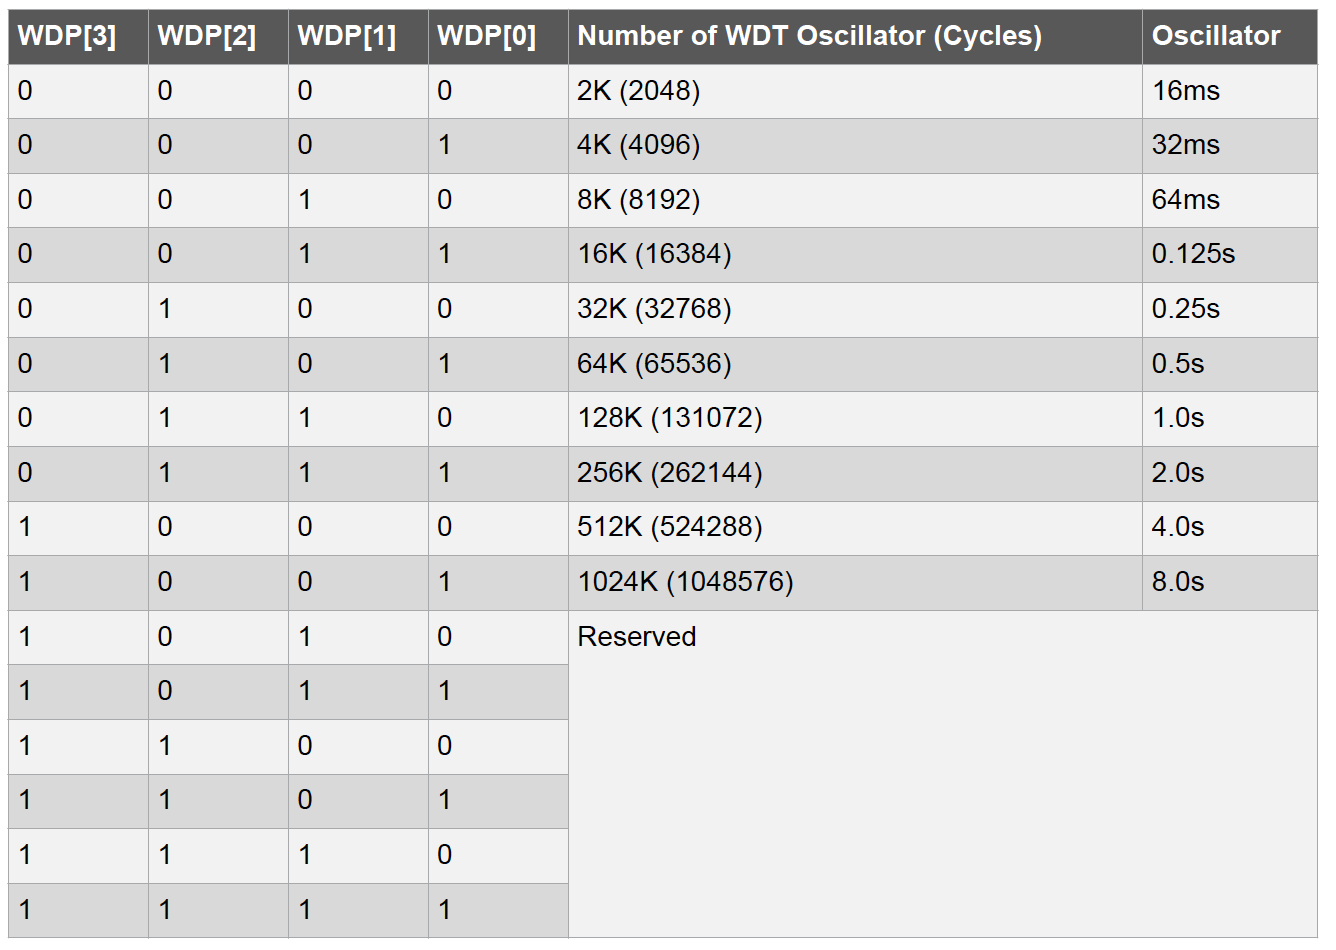 WDP[3] WDP[2] WDP[1] WDP[0] Number of WDT Oscillator (Cycles) Oscillator
0 0 0 0 2K (2048) 16ms
0 0 0 1 4K (4096) 32ms
0 0 1 0 8K (8192) 64ms
0 0 1 1 16K (16384) 0.125s
0 1 0 0 32K (32768) 0.25s
0 1 0 1 64K (65536) 0.5s
0 1 1 0 128K (131072) 1.0s
0 1 1 1 256K (262144) 2.0s
1 0 0 0 512K (524288) 4.0s
1 0 0 1 1024K (1048576) 8.0s
1 0 1 0 Reserved
1 0 1 1
1 1 0 0
1 1 0 1
1 1 1 0
1 1 1 1